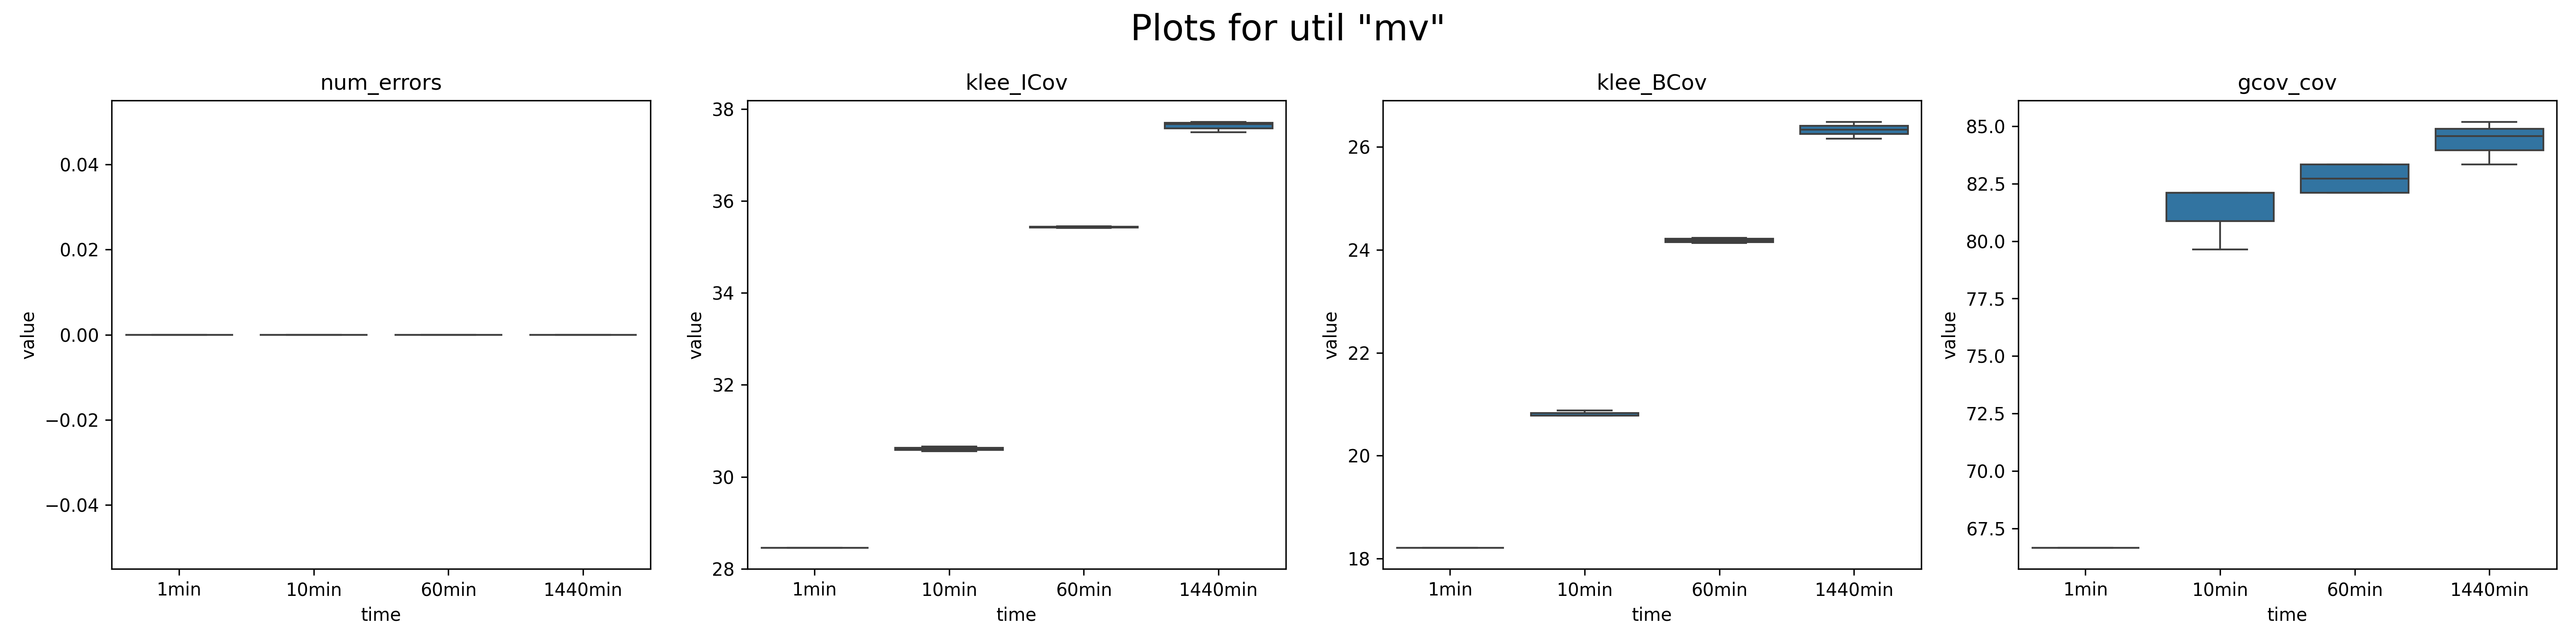 Plots for util "mv"
num_errors
value
0.04
0.02
0.00
−0.02
−0.04
1min 10min 60min 1440min
time
klee_ICov
value
38
36
34
32
30
28
1min 10min 60min 1440min
time
klee_BCov
value
26
24
22
20
18
1min 10min 60min 1440min
time
gcov_cov
value
85.0
82.5
80.0
77.5
75.0
72.5
70.0
67.5
1min 10min 60min 1440min
time